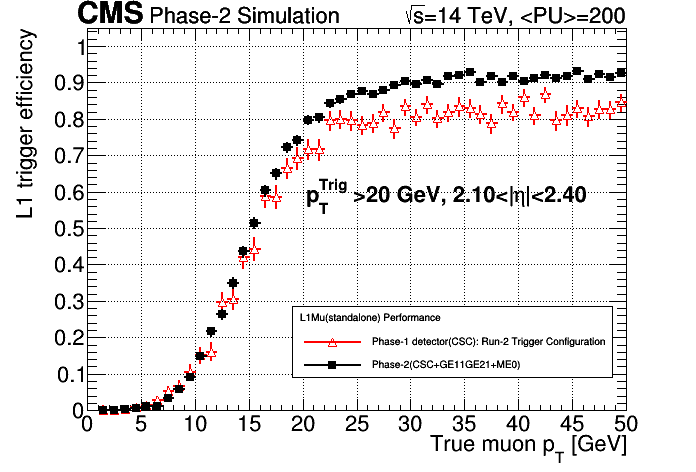 CMS Phase-2 Simulation √s=14 TeV, <PU>=200
L1 trigger efficiency
1
0.9
0.8
0.7
0.6
0.5
0.4
0.3
0.2
0.1
0
p_T^Trig >20 GeV, 2.10<|η|<2.40
L1Mu(standalone) Performance
Phase-1 detector(CSC): Run-2 Trigger Configuration
Phase-2(CSC+GE11GE21+ME0)
0 5 10 15 20 25 30 35 40 45 50
True muon p_T [GeV]